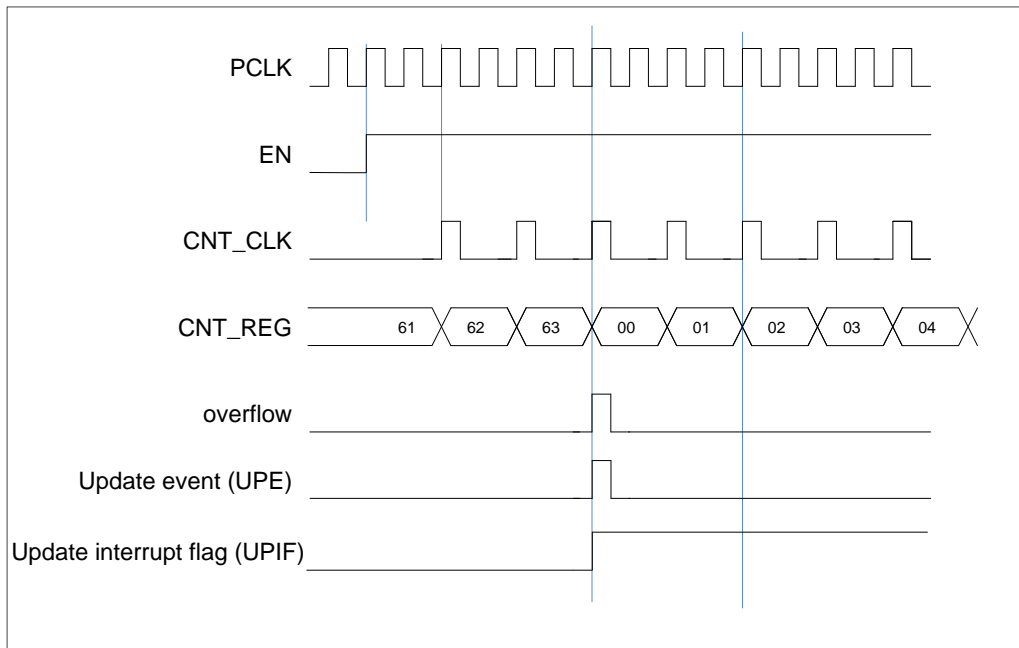 PCLK
EN
CNT_CLK
CNT_REG 61 62 63 00 01 02 03 04
overflow
Update event (UPE)
Update interrupt flag (UPIF)